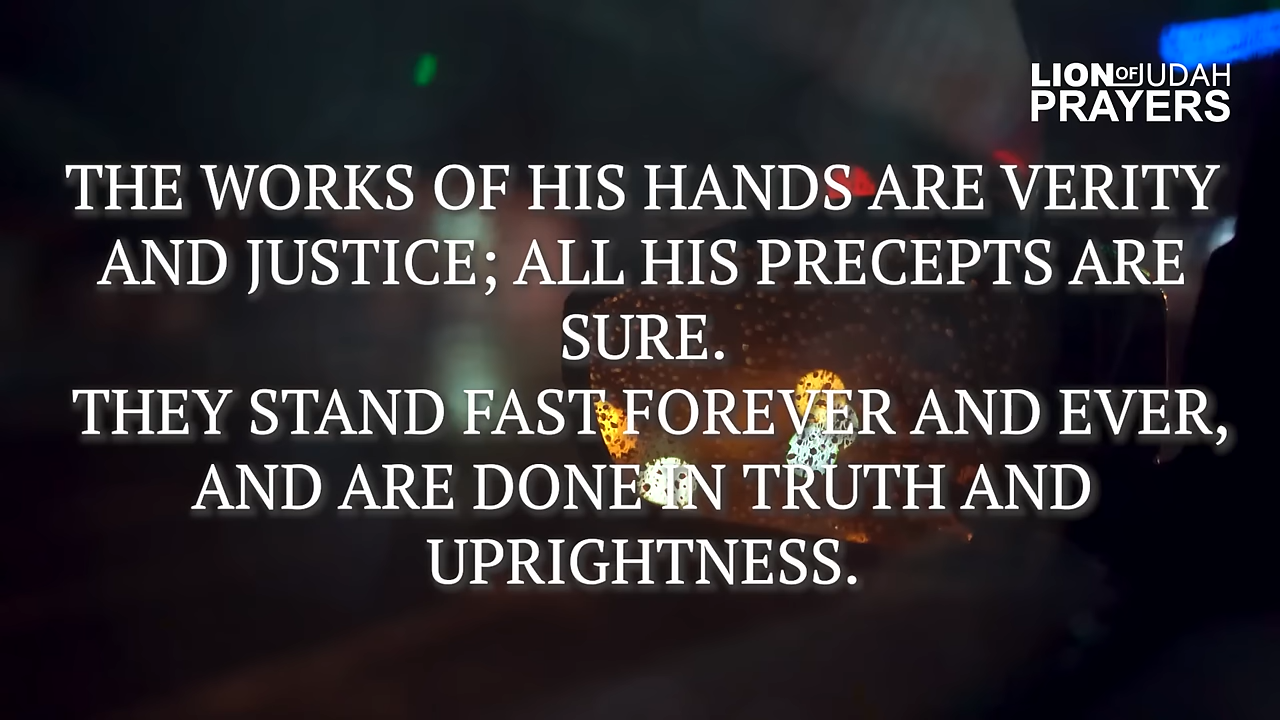 LION OF JUDAH
PRAYERS
THE WORKS OF HIS HANDS ARE VERITY
AND JUSTICE; ALL HIS PRECEPTS ARE
SURE.
THEY STAND FAST FOREVER AND EVER,
AND ARE DONE IN TRUTH AND
UPRIGHTNESS.